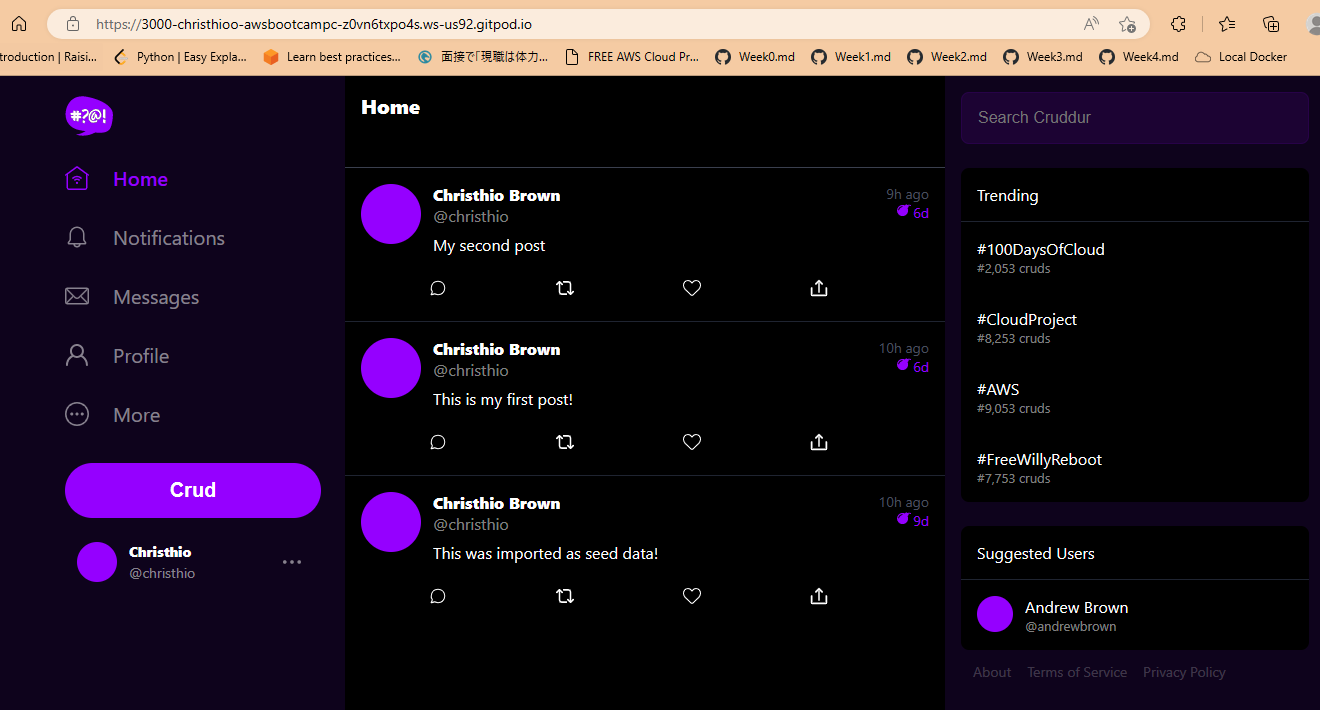 https://3000-christhioo-awsbootcampc-z0vn6txpo4s.ws-us92.gitpod.io
troduction | Raisi... Python | Easy Expla... Learn best practices... 面接で「現職は体力... FREE AWS Cloud Pr... Week0.md Week1.md Week2.md Week3.md Week4.md Local Docker
#?@!
Home
Notifications
Messages
Profile
More
Crud
Christhio
@christhio
Home
Christhio Brown
9h ago
@christhio
6d
My second post
Christhio Brown
10h ago
@christhio
6d
This is my first post!
Christhio Brown
10h ago
@christhio
9d
This was imported as seed data!
Search Cruddur
Trending
#100DaysOfCloud
#2,053 cruds
#CloudProject
#8,253 cruds
#AWS
#9,053 cruds
#FreeWillyReboot
#7,753 cruds
Suggested Users
Andrew Brown
@andrewbrown
About Terms of Service Privacy Policy